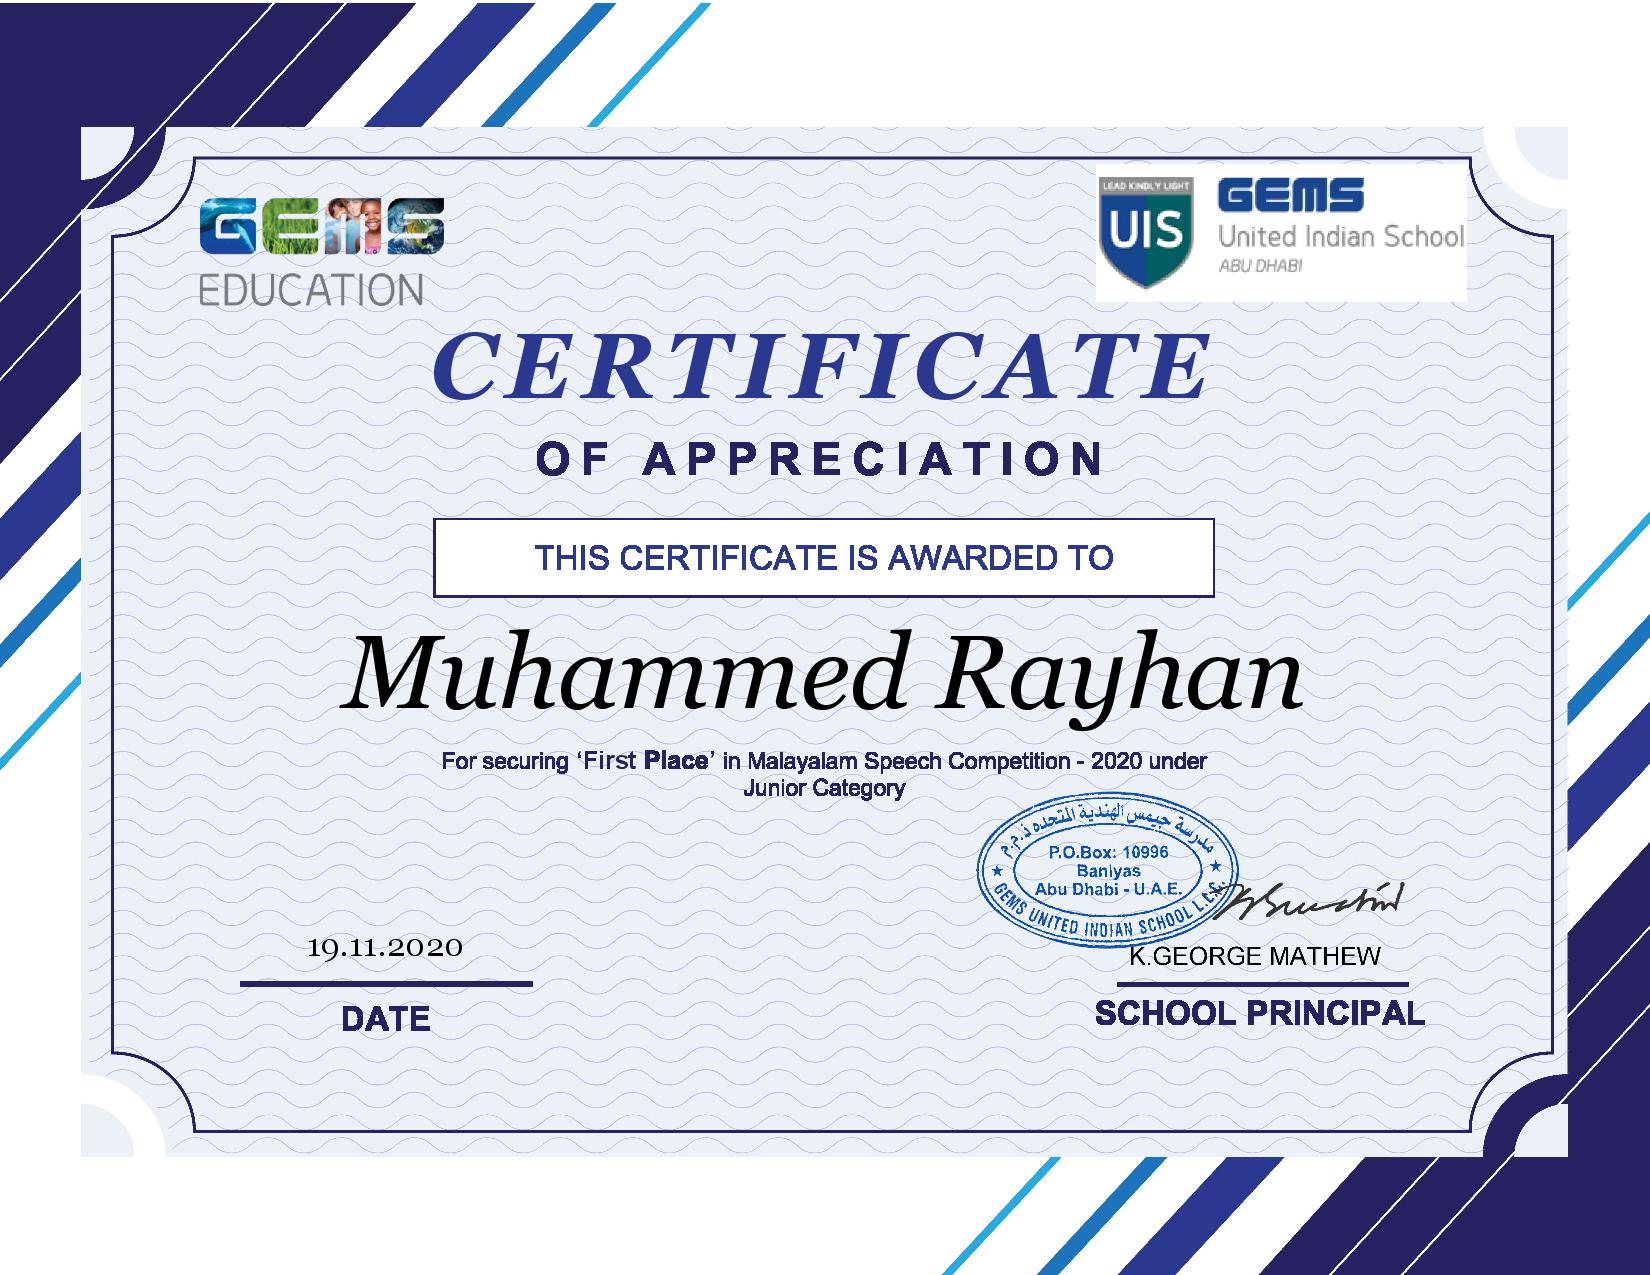 GEMS
EDUCATION
LEAD KINDLY LIGHT
UIS
GEMS
United Indian School
ABU DHABI
CERTIFICATE
OF APPRECIATION
THIS CERTIFICATE IS AWARDED TO
Muhammed Rayhan
For securing ‘First Place’ in Malayalam Speech Competition - 2020 under
Junior Category
مدرسة جيمس الهندية المتحده ذ.م.م
P.O.Box: 10996
Baniyas
Abu Dhabi - U.A.E.
GEMS UNITED INDIAN SCHOOL L.L.C.
19.11.2020
DATE
K.GEORGE MATHEW
SCHOOL PRINCIPAL